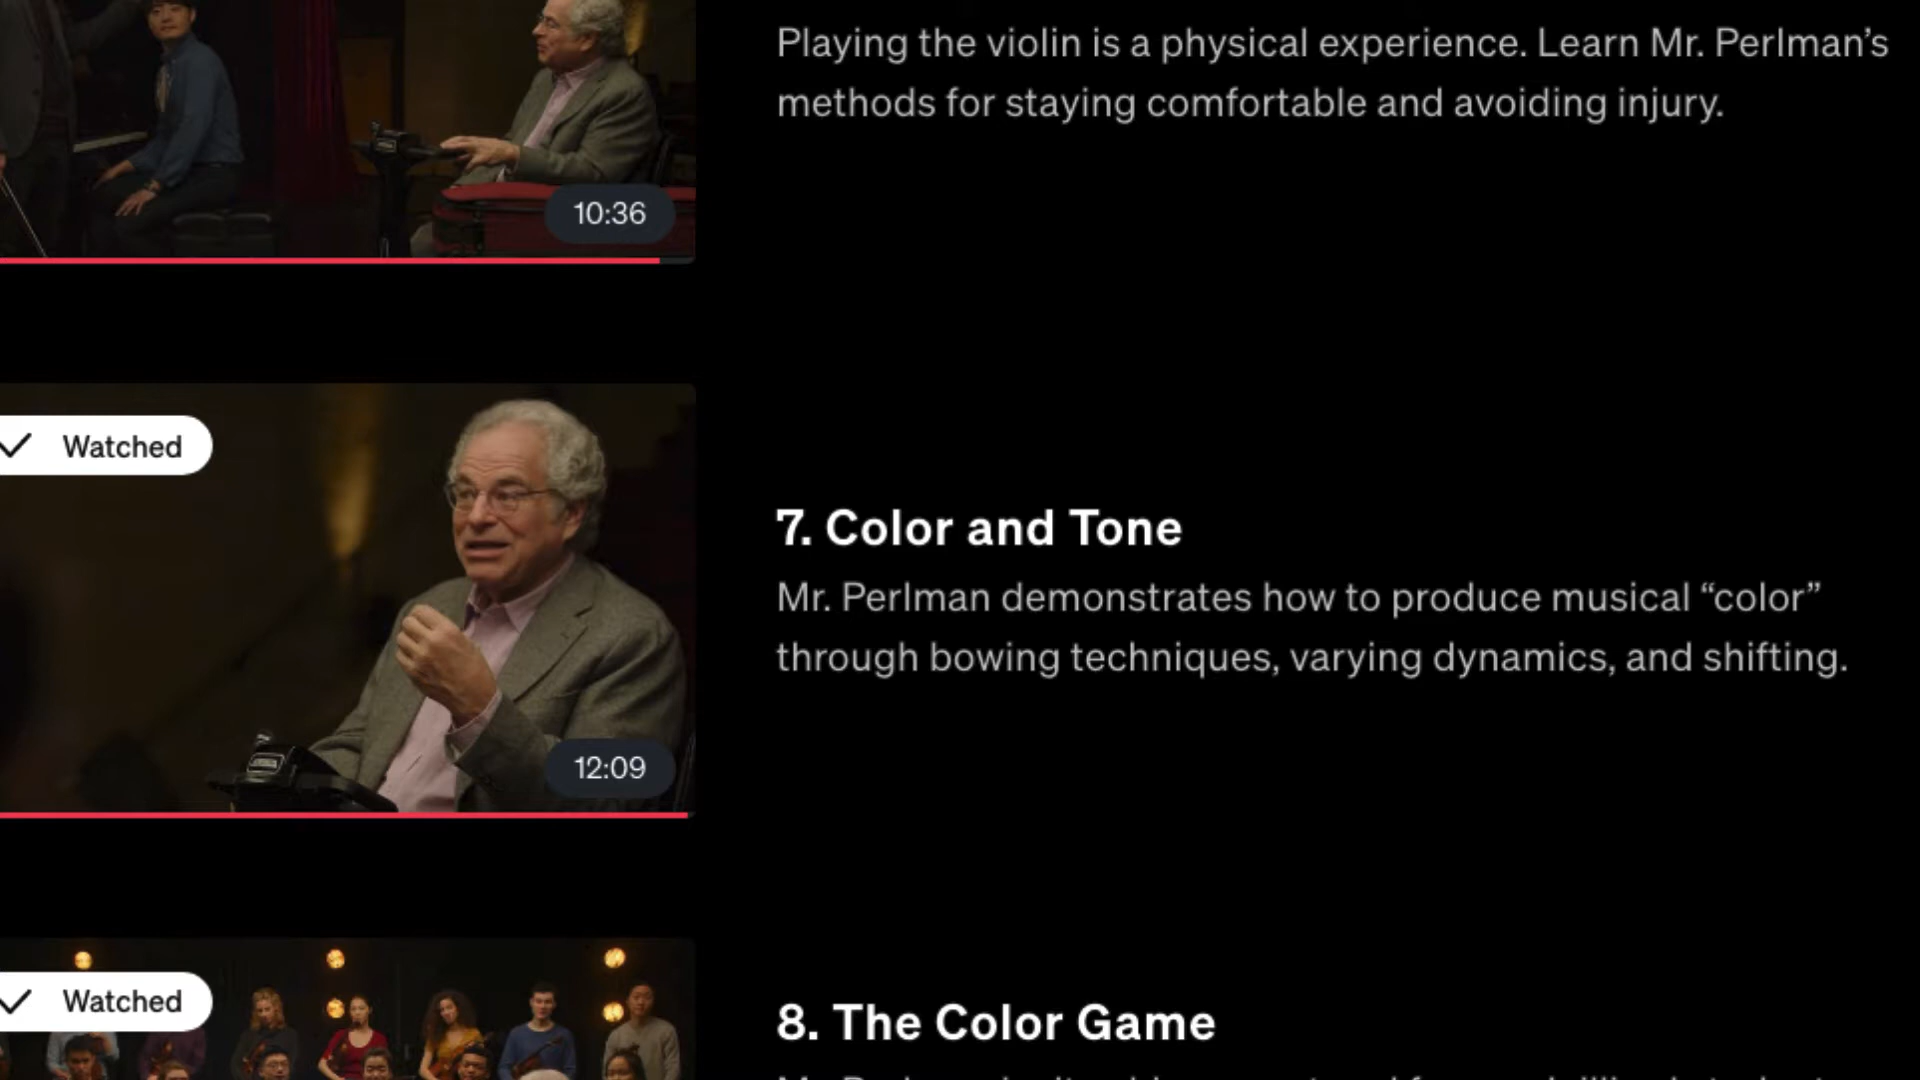 Playing the violin is a physical experience. Learn Mr. Perlman’s
methods for staying comfortable and avoiding injury.
10:36
Watched
7. Color and Tone
Mr. Perlman demonstrates how to produce musical “color”
through bowing techniques, varying dynamics, and shifting.
12:09
Watched
8. The Color Game